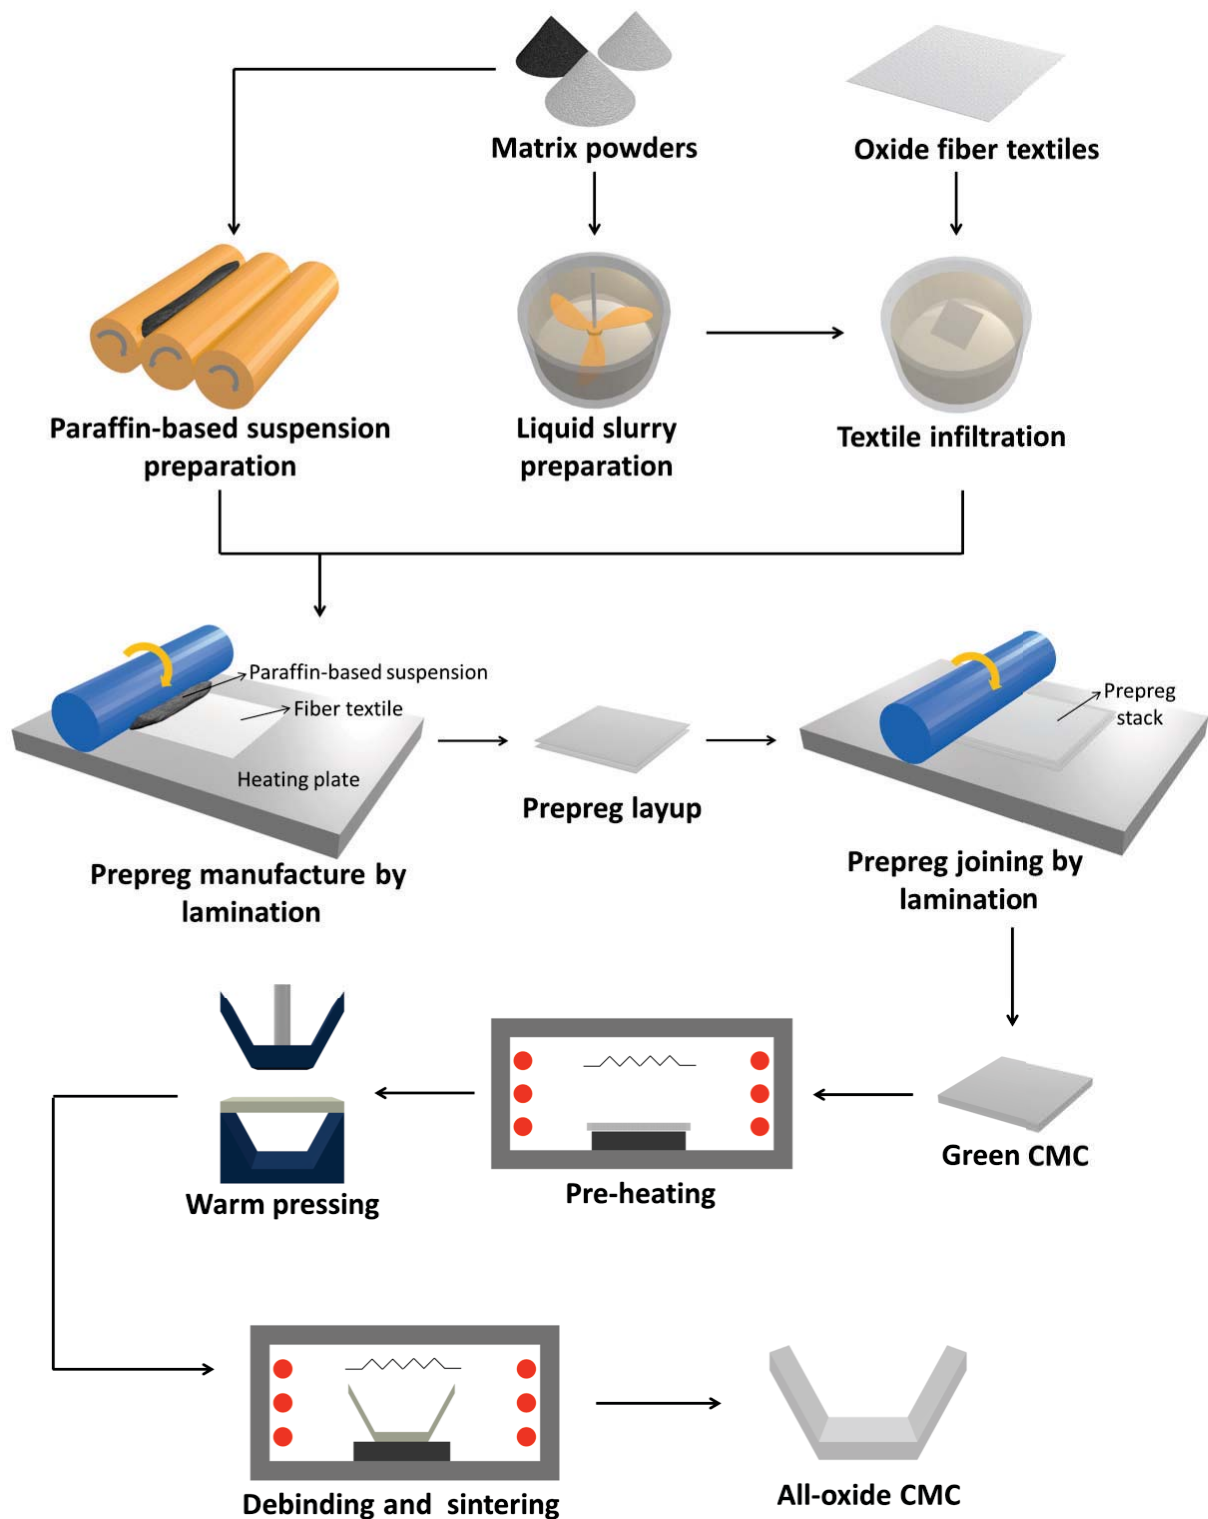 Matrix powders
Oxide fiber textiles
Paraffin-based suspension
preparation
Liquid slurry
preparation
Textile infiltration
Paraffin-based suspension
Fiber textile
Heating plate
Prepreg manufacture by
lamination
Prepreg layup
Prepreg
stack
Prepreg joining by
lamination
Warm pressing
Pre-heating
Green CMC
Debinding and sintering
All-oxide CMC